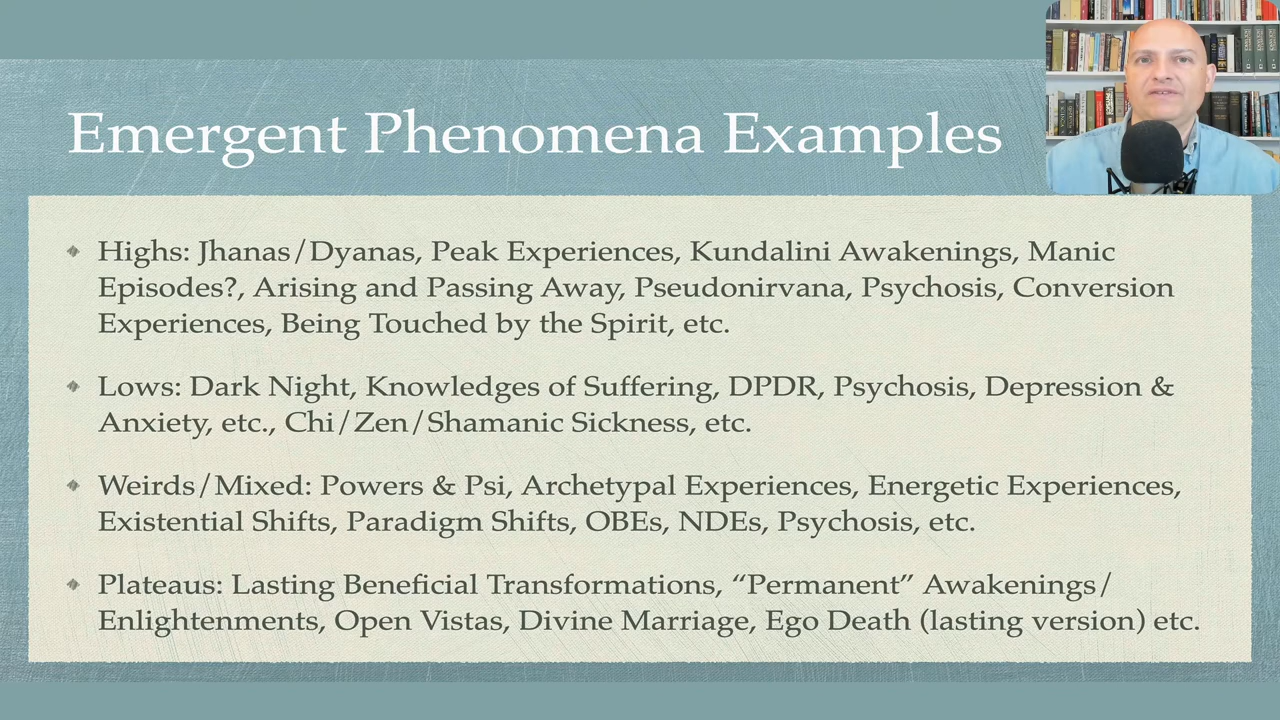 Emergent Phenomena Examples
Highs: Jhanas/Dyanas, Peak Experiences, Kundalini Awakenings, Manic
Episodes?, Arising and Passing Away, Pseudonirvana, Psychosis, Conversion
Experiences, Being Touched by the Spirit, etc.
Lows: Dark Night, Knowledges of Suffering, DPDR, Psychosis, Depression &
Anxiety, etc., Chi/Zen/Shamanic Sickness, etc.
Weirds/Mixed: Powers & Psi, Archetypal Experiences, Energetic Experiences,
Existential Shifts, Paradigm Shifts, OBEs, NDEs, Psychosis, etc.
Plateaus: Lasting Beneficial Transformations, “Permanent” Awakenings/
Enlightenments, Open Vistas, Divine Marriage, Ego Death (lasting version) etc.